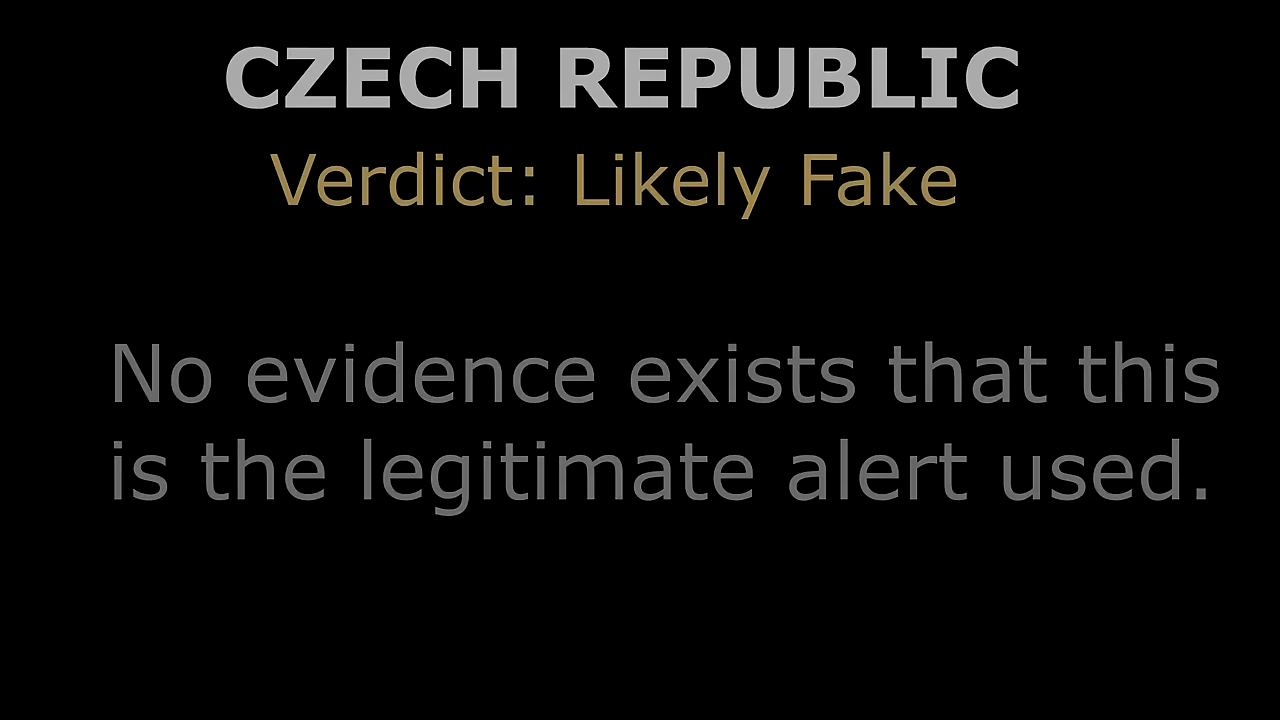 CZECH REPUBLIC
Verdict: Likely Fake
No evidence exists that this
is the legitimate alert used.